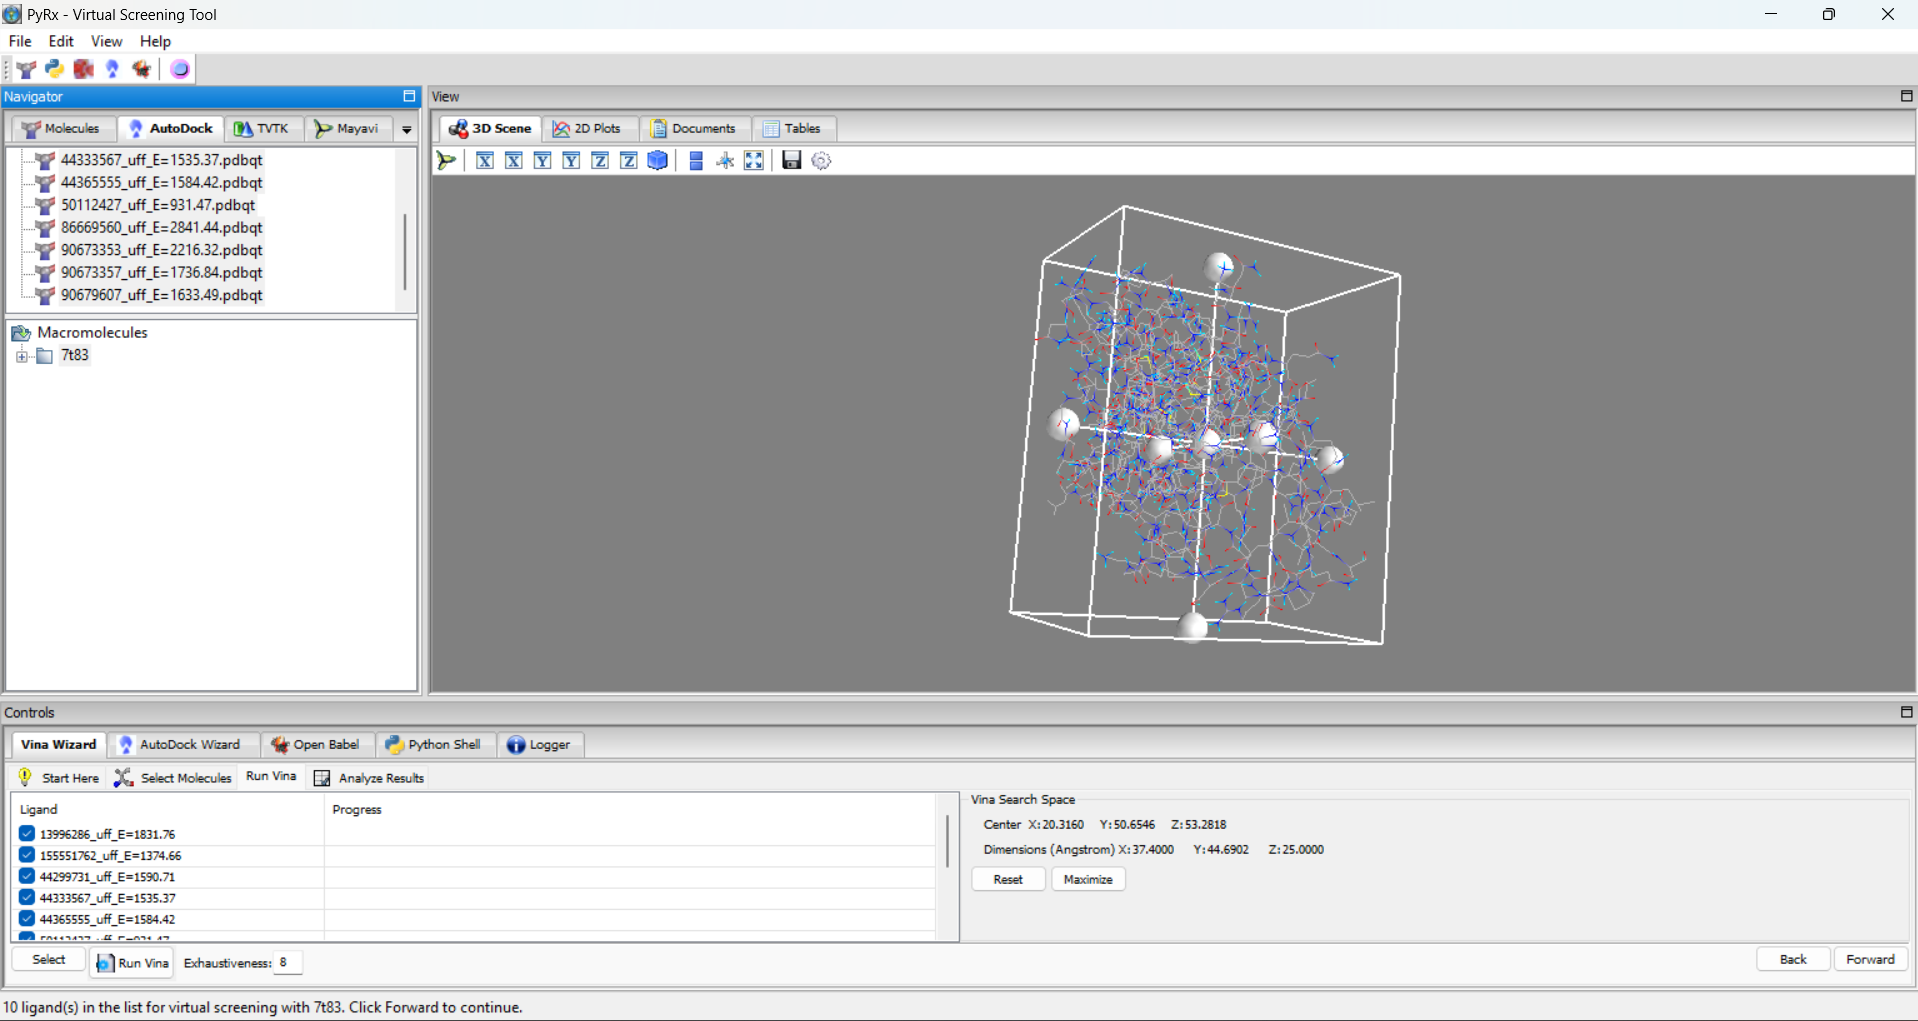 PyRx - Virtual Screening Tool
File Edit View Help
Navigator
View
Molecules AutoDock TVTK Mayavi
3D Scene 2D Plots Documents Tables
X X Y Y Z Z
44333567_uff_E=1535.37.pdbqt
44365555_uff_E=1584.42.pdbqt
50112427_uff_E=931.47.pdbqt
86669560_uff_E=2841.44.pdbqt
90673353_uff_E=2216.32.pdbqt
90673357_uff_E=1736.84.pdbqt
90679607_uff_E=1633.49.pdbqt
Macromolecules
7t83
Controls
Vina Wizard AutoDock Wizard Open Babel Python Shell Logger
Start Here Select Molecules Run Vina Analyze Results
Ligand Progress
13996286_uff_E=1831.76
155551762_uff_E=1374.66
44299731_uff_E=1590.71
44333567_uff_E=1535.37
44365555_uff_E=1584.42
Vina Search Space
Center X:20.3160 Y:50.6546 Z:53.2818
Dimensions (Angstrom) X:37.4000 Y:44.6902 Z:25.0000
Reset Maximize
Select Run Vina Exhaustiveness: 8
Back Forward
10 ligand(s) in the list for virtual screening with 7t83. Click Forward to continue.